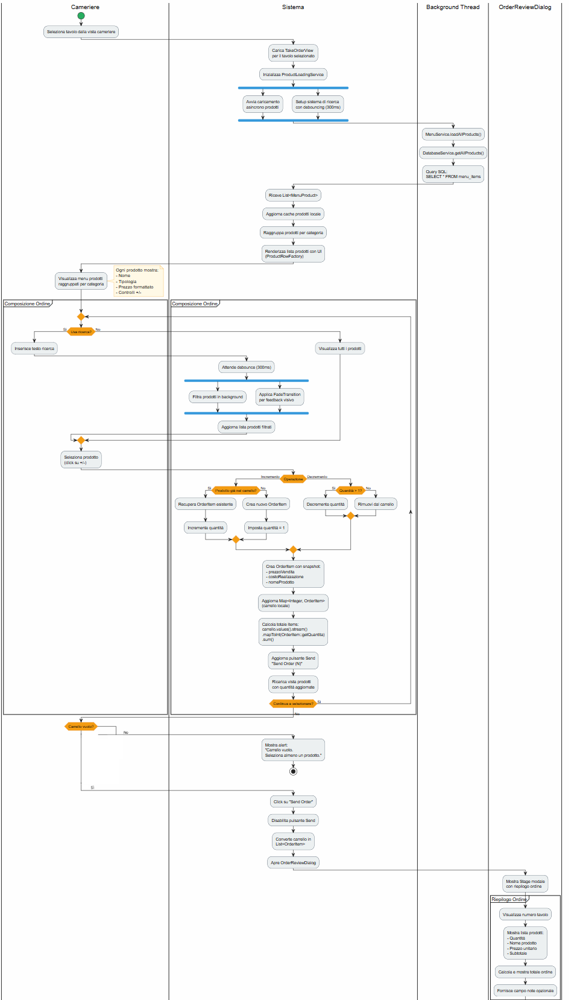 Cameriere
Sistema
Background Thread
OrderReviewDialog
Seleziona tavolo dalla vista cameriere
Carica TakeOrderView
per il tavolo selezionato
Inizializza ProductLoadingService
Avvia caricamento
asincrono prodotti
Setup sistema di ricerca
con debouncing (300ms)
MenuService.loadAllProducts()
DatabaseService.getAllProducts()
Query SQL:
SELECT * FROM menu_items
Riceve List<MenuProduct>
Aggiorna cache prodotti locale
Raggruppa prodotti per categoria
Renderizza lista prodotti con UI
(ProductRowFactory)
Visualizza menu prodotti
raggruppati per categoria
Ogni prodotto mostra:
- Nome
- Tipologia
- Prezzo formattato
- Controlli +/-
Composizione Ordine
Composizione Ordine
Usa ricerca?
Sì
No
Inserisce testo ricerca
Visualizza tutti i prodotti
Attende debounce (300ms)
Filtra prodotti in background
Applica FadeTransition
per feedback visivo
Aggiorna lista prodotti filtrati
Seleziona prodotto
(click su +/-)
Incremento
Operazione
Decremento
Sì
Prodotto già nel carrello?
No
Sì
Quantità > 1?
No
Recupera OrderItem esistente
Crea nuovo OrderItem
Decrementa quantità
Rimuovi dal carrello
Incrementa quantità
Imposta quantità = 1
Crea OrderItem con snapshot:
- prezzoVendita
- costoRealizzazione
- nomeProdotto
Aggiorna Map<Integer, OrderItem>
(carrello locale)
Calcola totale items:
carrello.values().stream()
.mapToInt(OrderItem::getQuantita)
.sum()
Aggiorna pulsante Send
"Send Order (N)"
Ricarica vista prodotti
con quantità aggiornate
Continua a selezionare?
Sì
No
Carrello vuoto?
No
Mostra alert:
"Carrello vuoto.
Seleziona almeno un prodotto."
Sì
Click su "Send Order"
Disabilita pulsante Send
Converte carrello in
List<OrderItem>
Apre OrderReviewDialog
Mostra Stage modale
con riepilogo ordine
Riepilogo Ordine
Visualizza numero tavolo
Mostra lista prodotti:
- Quantità
- Nome prodotto
- Prezzo unitario
- Subtotale
Calcola e mostra totale ordine
Fornisce campo note opzionale